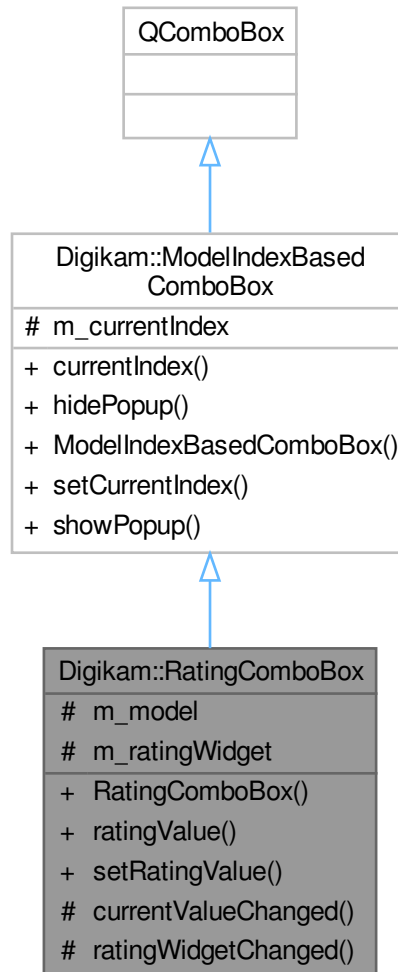 QComboBox
Digikam::ModelIndexBased
ComboBox
# m_currentIndex
+ currentIndex()
+ hidePopup()
+ ModelIndexBasedComboBox()
+ setCurrentIndex()
+ showPopup()
Digikam::RatingComboBox
# m_model
# m_ratingWidget
+ RatingComboBox()
+ ratingValue()
+ setRatingValue()
# currentValueChanged()
# ratingWidgetChanged()